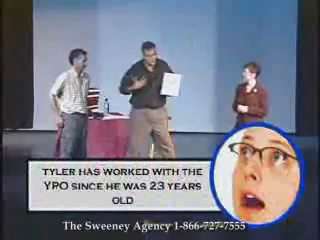 TYLER HAS WORKED WITH THE
YPO SINCE HE WAS 23 YEARS
OLD
The Sweeney Agency 1-866-727-7555